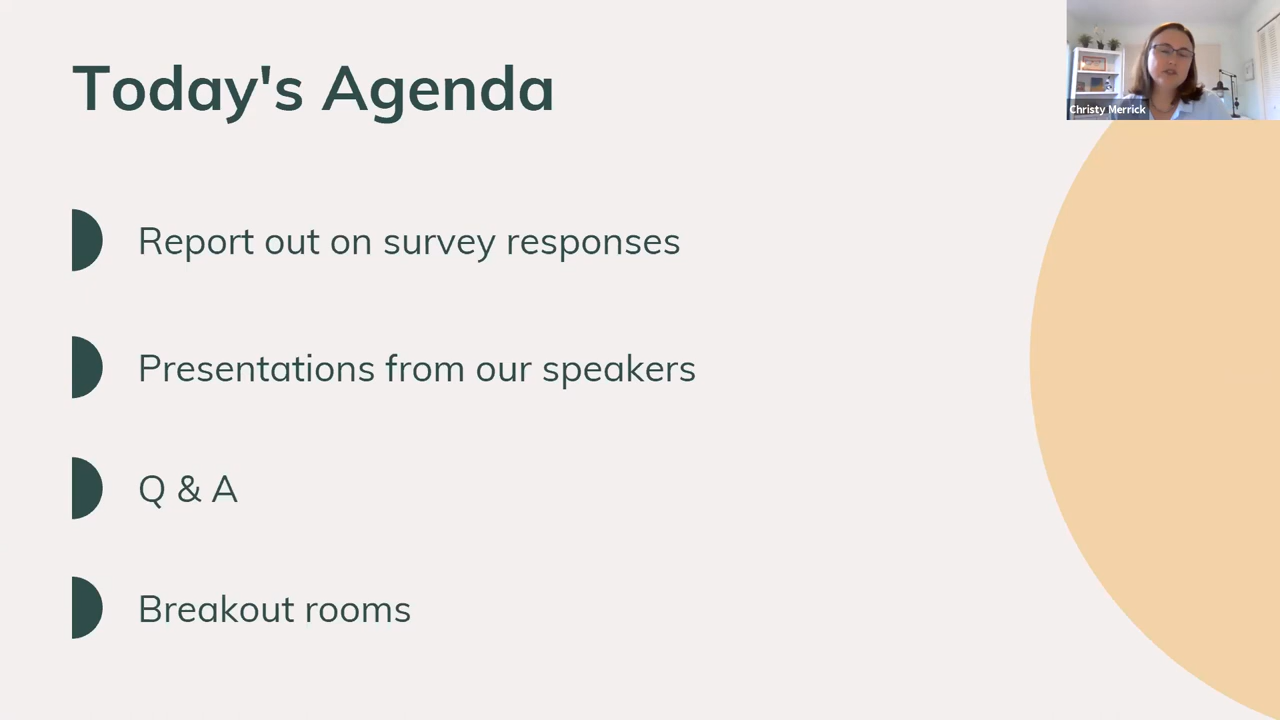 Today's Agenda
Christy Merrick
Report out on survey responses
Presentations from our speakers
Q & A
Breakout rooms